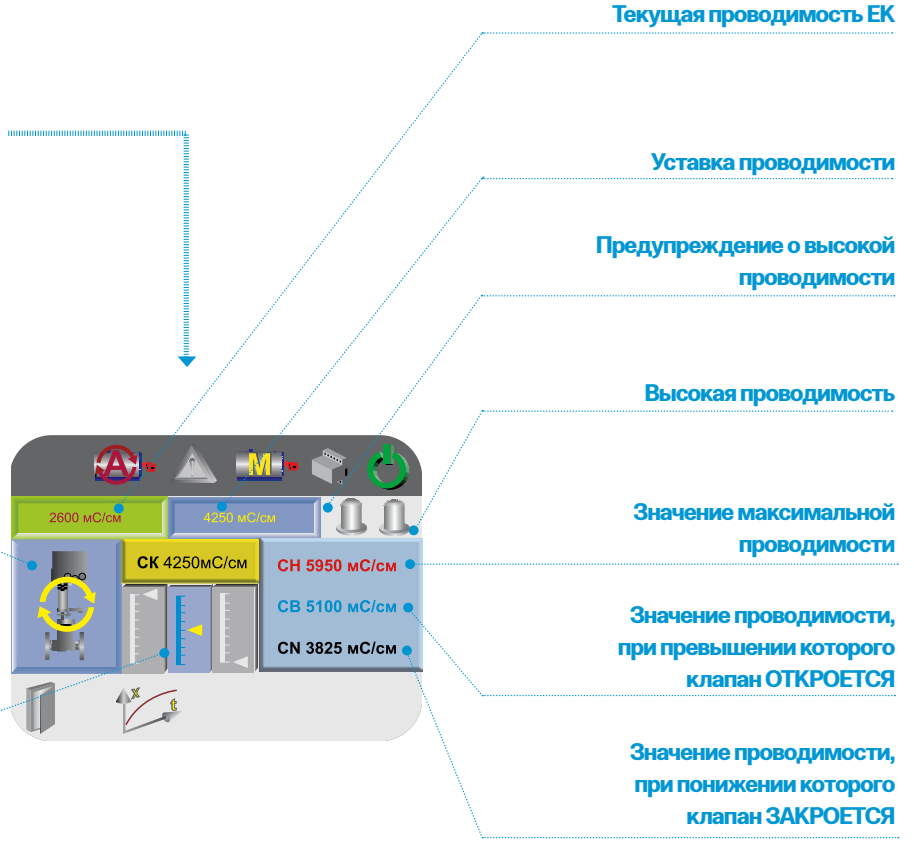 Текущая проводимость ЕК
Уставка проводимости
Предупреждение о высокой
проводимости
Высокая проводимость
Значение максимальной
проводимости
Значение проводимости,
при превышении которого
клапан ОТКРОЕТСЯ
Значение проводимости,
при понижении которого
клапан ЗАКРОЕТСЯ
A
M
2600 мС/см
4250 мС/см
СК 4250мС/см
СН 5950 мС/см
СВ 5100 мС/см
CN 3825 мС/см
x
t